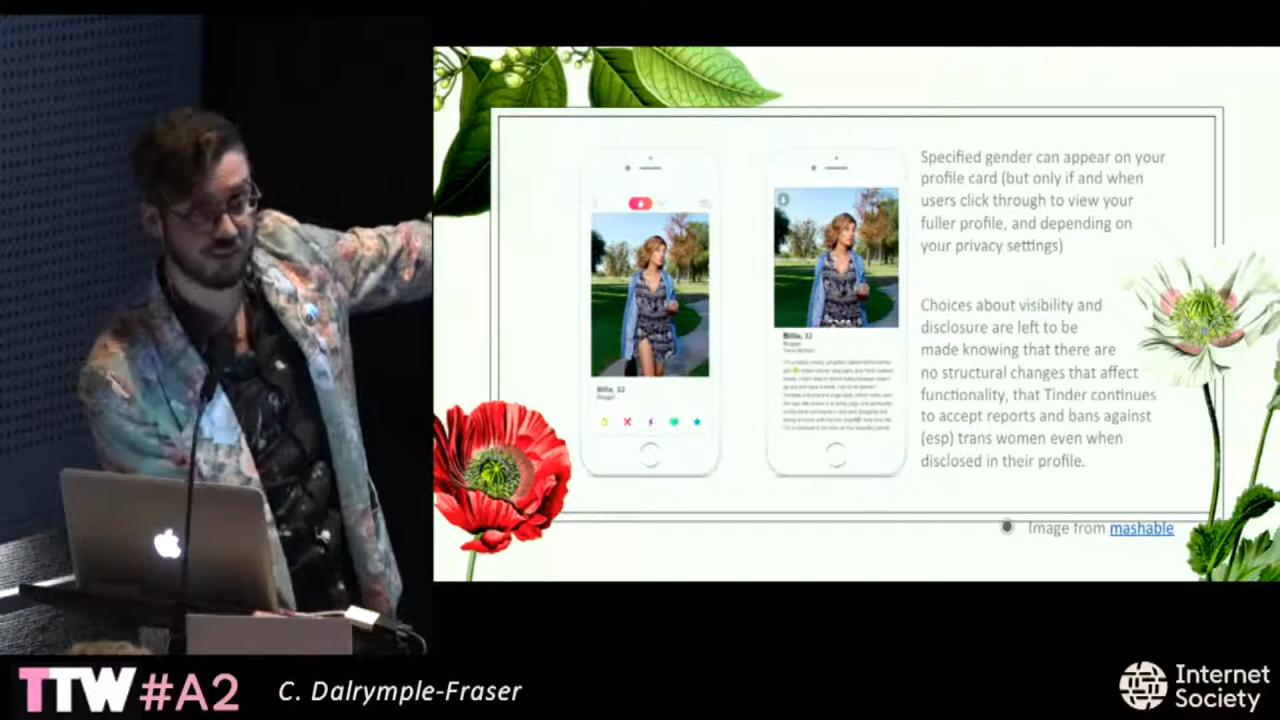 Specified gender can appear on your
profile card (but only if and when
users click through to view your
fuller profile, and depending on
your privacy settings)
Choices about visibility and
disclosure are left to be
made knowing that there are
no structural changes that affect
functionality, that Tinder continues
to accept reports and bans against
(esp) trans women even when
disclosed in their profile.
Billie, 32
Billie, 32
Image from mashable
TTW#A2
C. Dalrymple-Fraser
Internet
Society